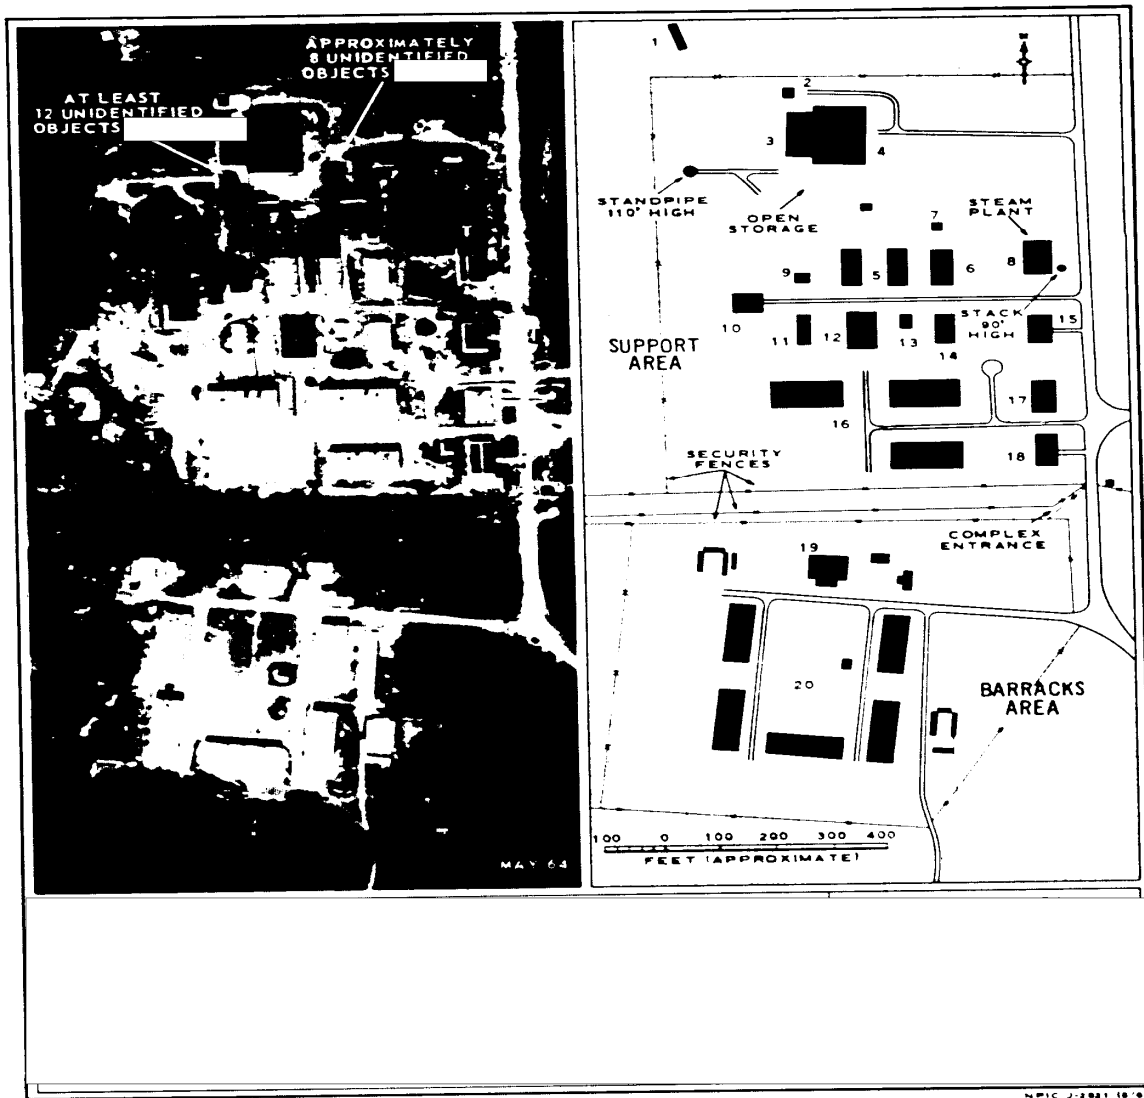 APPROXIMATELY
8 UNIDENTIFIED
OBJECTS
AT LEAST
12 UNIDENTIFIED
OBJECTS
MAY 64
1
N
2
3
4
STANDPIPE
110' HIGH
OPEN
STORAGE
7
STEAM
PLANT
9
5
6
8
10
11
12
13
14
STACK
90'
HIGH
15
SUPPORT
AREA
16
17
18
SECURITY
FENCES
COMPLEX
ENTRANCE
19
20
BARRACKS
AREA
100 0 100 200 300 400
FEET (APPROXIMATE)
NPIC J-2921